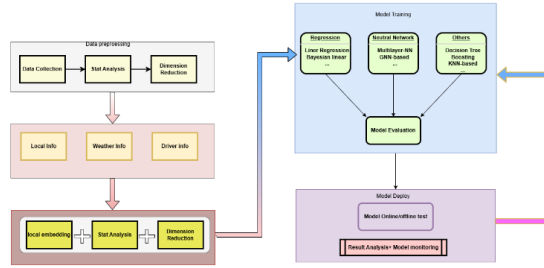 Data preprsessing
Data Collection
Stat Analysis
Dimension
Reduction
Local Info
Weather Info
Driver info
local embedding
Stat Analysis
Dimension
Reduction
Model Training
Regression
Liner Regression
Bayesian linear
...
Neutral Network
Multilayer-NN
GNN-based
...
Others
Decision Tree
Boosting
KNN-based
...
Model Evaluation
Model Deploy
Model Online/offline test
Result Analysis+ Model monitoring